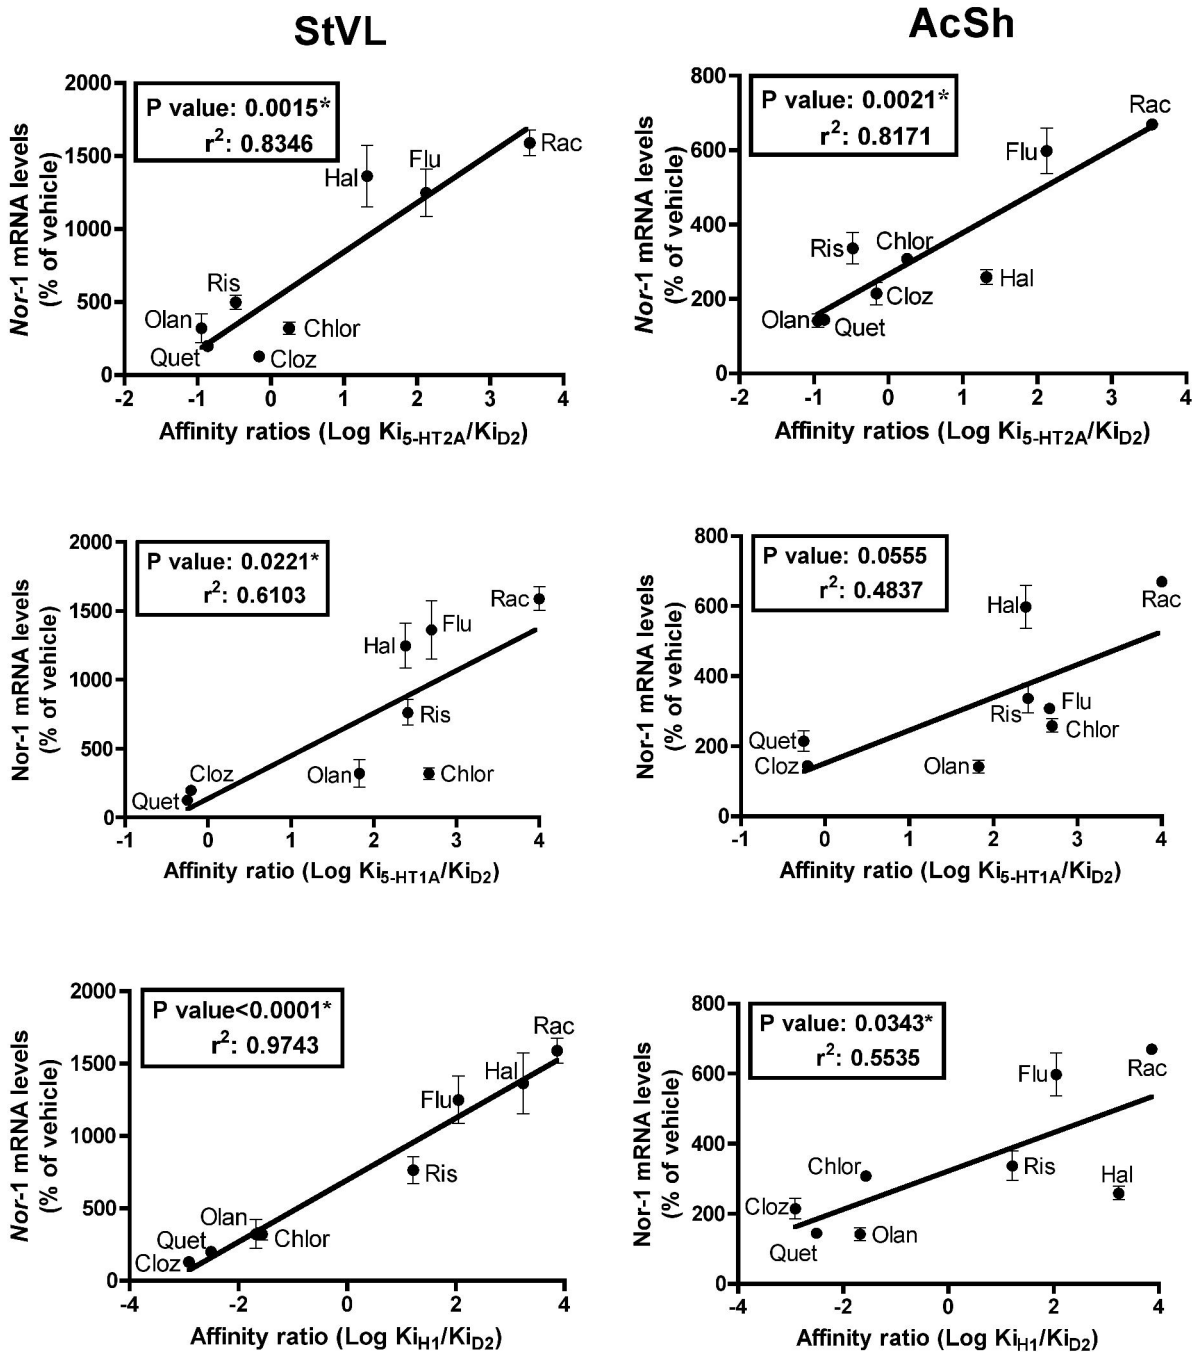 StVL
AcSh
P value: 0.0015*
r²: 0.8346
Nor-1 mRNA levels
(% of vehicle)
2000
1500
1000
500
0
Hal
Flu
Rac
Ris
Olan
Quet
Chlor
Cloz
-2 -1 0 1 2 3 4
Affinity ratios (Log Ki5-HT2A/KiD2)
P value: 0.0021*
r²: 0.8171
Nor-1 mRNA levels
(% of vehicle)
800
600
400
200
0
Rac
Flu
Ris
Chlor
Hal
Cloz
Olan
Quet
-2 -1 0 1 2 3 4
Affinity ratios (Log Ki5-HT2A/KiD2)
P value: 0.0221*
r²: 0.6103
Nor-1 mRNA levels
(% of vehicle)
2000
1500
1000
500
0
Rac
Flu
Hal
Ris
Olan
Chlor
Cloz
Quet
-1 0 1 2 3 4
Affinity ratio (Log Ki5-HT1A/KiD2)
P value: 0.0555
r²: 0.4837
Nor-1 mRNA levels
(% of vehicle)
800
600
400
200
0
Hal
Rac
Ris
Flu
Chlor
Quet
Cloz
Olan
-1 0 1 2 3 4
Affinity ratio (Log Ki5-HT1A/KiD2)
P value<0.0001*
r²: 0.9743
Nor-1 mRNA levels
(% of vehicle)
2000
1500
1000
500
0
Rac
Hal
Flu
Ris
Olan
Quet
Chlor
Cloz
-4 -2 0 2 4
Affinity ratio (Log KiH1/KiD2)
P value: 0.0343*
r²: 0.5535
Nor-1 mRNA levels
(% of vehicle)
800
600
400
200
0
Flu
Rac
Chlor
Ris
Hal
Cloz
Quet
Olan
-4 -2 0 2 4
Affinity ratio (Log KiH1/KiD2)